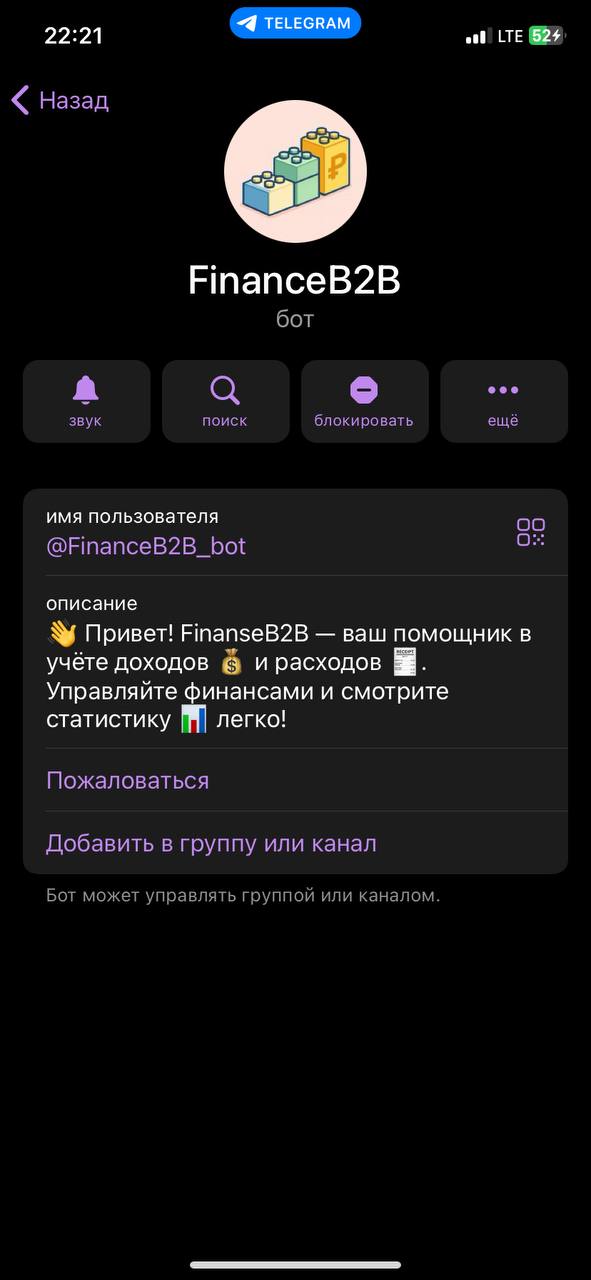 22:21
TELEGRAM
LTE
52
Назад
₽
FinanceB2B
бот
звук
поиск
блокировать
ещё
имя пользователя
@FinanceB2B_bot
описание
👋 Привет! FinanseB2B — ваш помощник в
учёте доходов 💰 и расходов 🧾.
Управляйте финансами и смотрите
статистику 📊 легко!
Пожаловаться
Добавить в группу или канал
Бот может управлять группой или каналом.